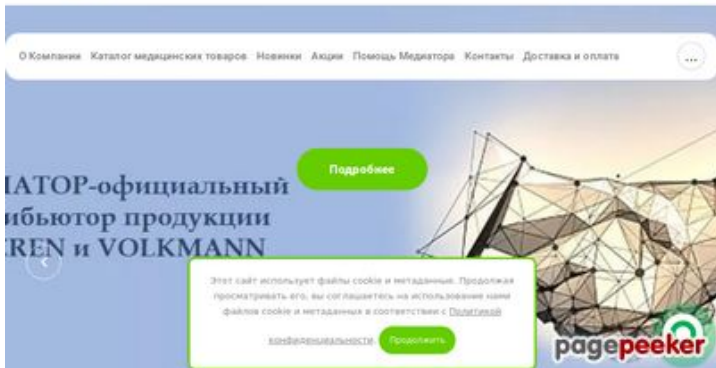 О Компании Каталог медицинских товаров Новинки Акции Помощь Медиатора Контакты Доставка и оплата ...
Подробнее
ИАТОР-официальный
ибьютор продукции
EREN и VOLKMANN
Этот сайт использует файлы cookie и метаданные. Продолжая
просматривать его, вы соглашаетесь на использование нами
файлов cookie и метаданных в соответствии с Политикой
конфиденциальности. Продолжить
pagepeeker